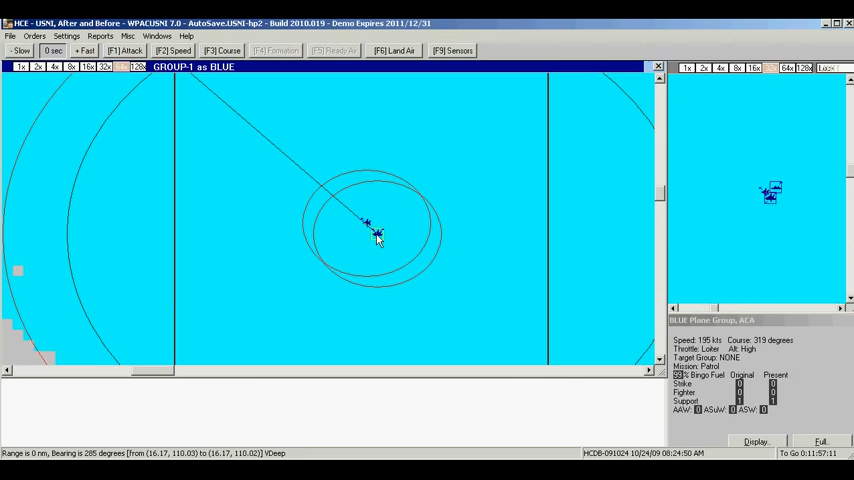 HCE - USNI, After and Before - WPACUSNI 7.0 - AutoSave.USNI-hp2 - Build 2010.019 - Demo Expires 2011/12/31
File Orders Settings Reports Misc Windows Help
- Slow 0 sec + Fast [F1] Attack [F2] Speed [F3] Course [F4] Formation [F5] Ready Air [F6] Land Air [F9] Sensors
1x 2x 4x 8x 16x 32x 64x 128x GROUP-1 as BLUE
1x 2x 4x 8x 16x 32x 64x 128x
BLUE Plane Group, ACA
Speed: 195 kts Course: 319 degrees
Throttle: Loiter Alt: High
Target Group: NONE
Mission: Patrol
99% Bingo Fuel Original Present
Strike 0 0
Fighter 0 0
Support 1 1
AAW: 0 ASuW: 0 ASW: 0
Display.. Full..
Range is 0 nm, Bearing is 285 degrees [from (16.17, 110.03) to (16.17, 110.02)] VDeep
HCDB-091024 10/24/09 08:24:50 AM
To Go 0:11:57:11